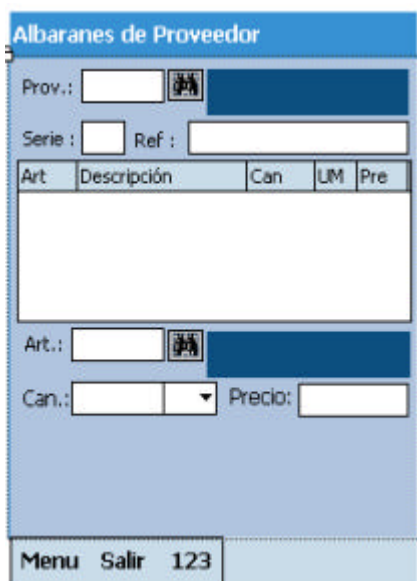 Albaranes de Proveedor
Prov.:
Serie : Ref :
Art Descripción Can UM Pre
Art.:
Can.: Precio:
Menu Salir 123